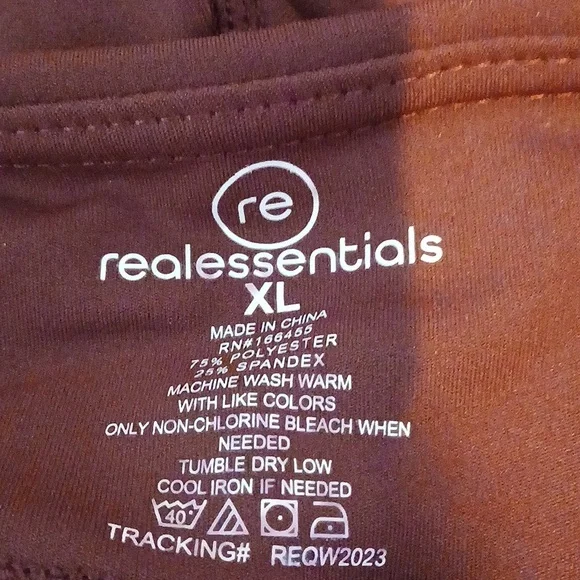 re
realessentials
XL
MADE IN CHINA
RN#166455
75% POLYESTER
25% SPANDEX
MACHINE WASH WARM
WITH LIKE COLORS
ONLY NON-CHLORINE BLEACH WHEN
NEEDED
TUMBLE DRY LOW
COOL IRON IF NEEDED
40
TRACKING# REQW2023